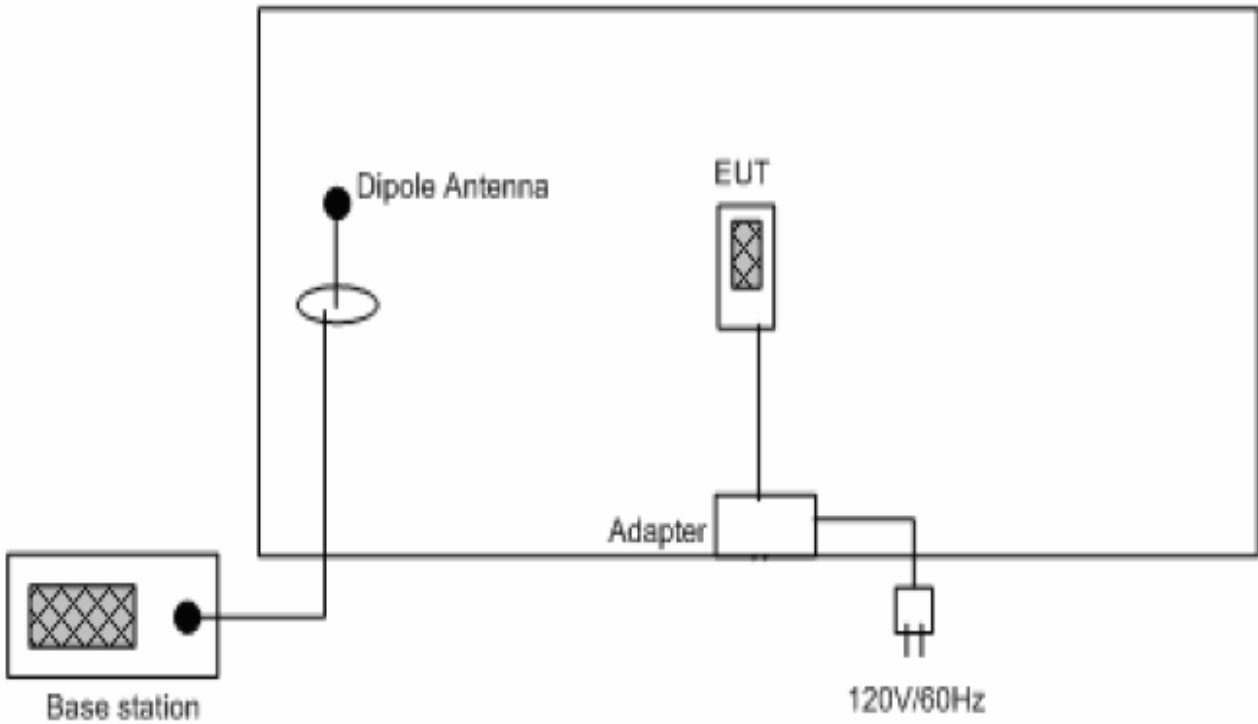 Dipole Antenna
EUT
Adapter
Base station
120V/60Hz